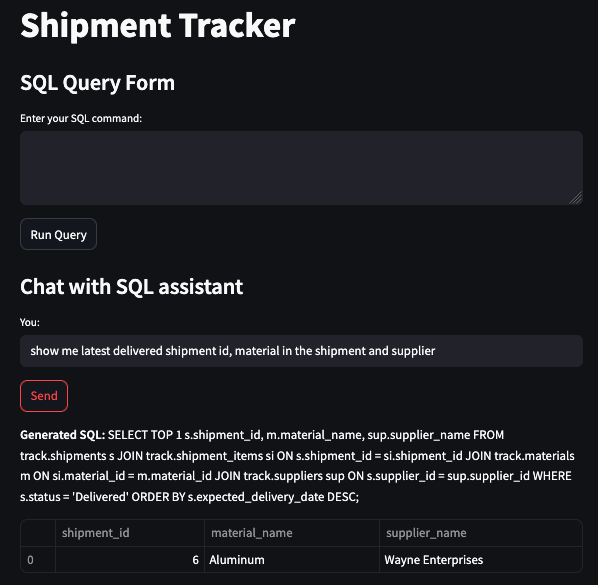 Shipment Tracker
SQL Query Form
Enter your SQL command:
Run Query
Chat with SQL assistant
You:
show me latest delivered shipment id, material in the shipment and supplier
Send
Generated SQL: SELECT TOP 1 s.shipment_id, m.material_name, sup.supplier_name FROM
track.shipments s JOIN track.shipment_items si ON s.shipment_id = si.shipment_id JOIN track.materials
m ON si.material_id = m.material_id JOIN track.suppliers sup ON s.supplier_id = sup.supplier_id WHERE
s.status = 'Delivered' ORDER BY s.expected_delivery_date DESC;
shipment_id material_name supplier_name
0 6 Aluminum Wayne Enterprises